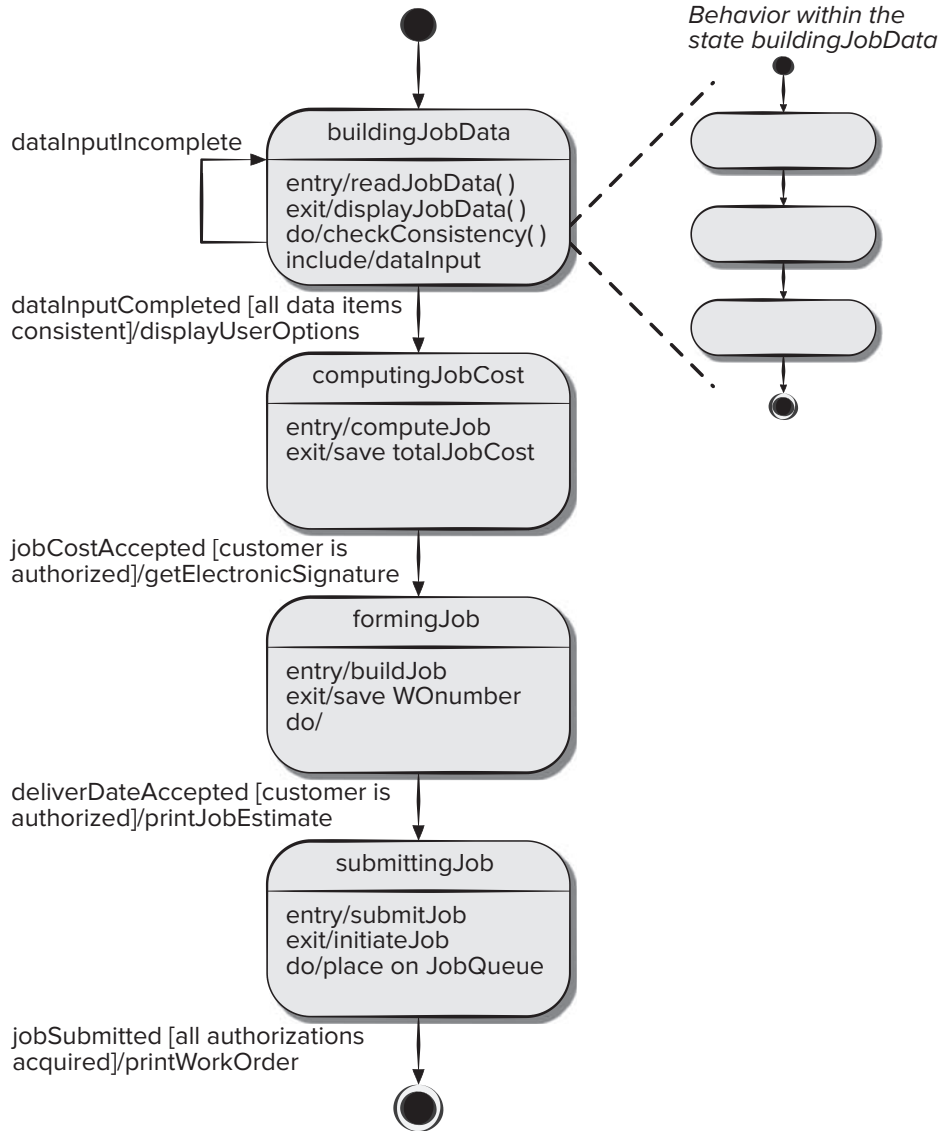 Behavior within the
state buildingJobData
dataInputIncomplete
buildingJobData
entry/readJobData( )
exit/displayJobData( )
do/checkConsistency( )
include/dataInput
dataInputCompleted [all data items
consistent]/displayUserOptions
computingJobCost
entry/computeJob
exit/save totalJobCost
jobCostAccepted [customer is
authorized]/getElectronicSignature
formingJob
entry/buildJob
exit/save WOnumber
do/
deliverDateAccepted [customer is
authorized]/printJobEstimate
submittingJob
entry/submitJob
exit/initiateJob
do/place on JobQueue
jobSubmitted [all authorizations
acquired]/printWorkOrder